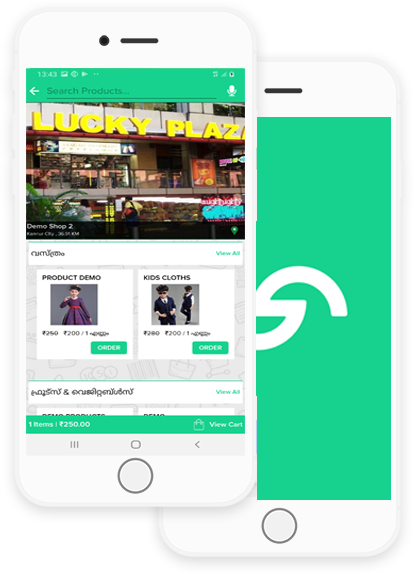 13:43
Search Products...
LUCKY PLAZA
Demo Shop 2
Kannur City , 36.91 KM
വസ്ത്രം
View All
PRODUCT DEMO
₹250 ₹200 / 1 എണ്ണം
ORDER
KIDS CLOTHS
₹280 ₹200 / 1 എണ്ണം
ORDER
ഫ്രൂട്സ് & വെജിറ്റബ്ൾസ്
View All
DEMO PRODUCTS
DEMO
1 Items | ₹250.00
View Cart